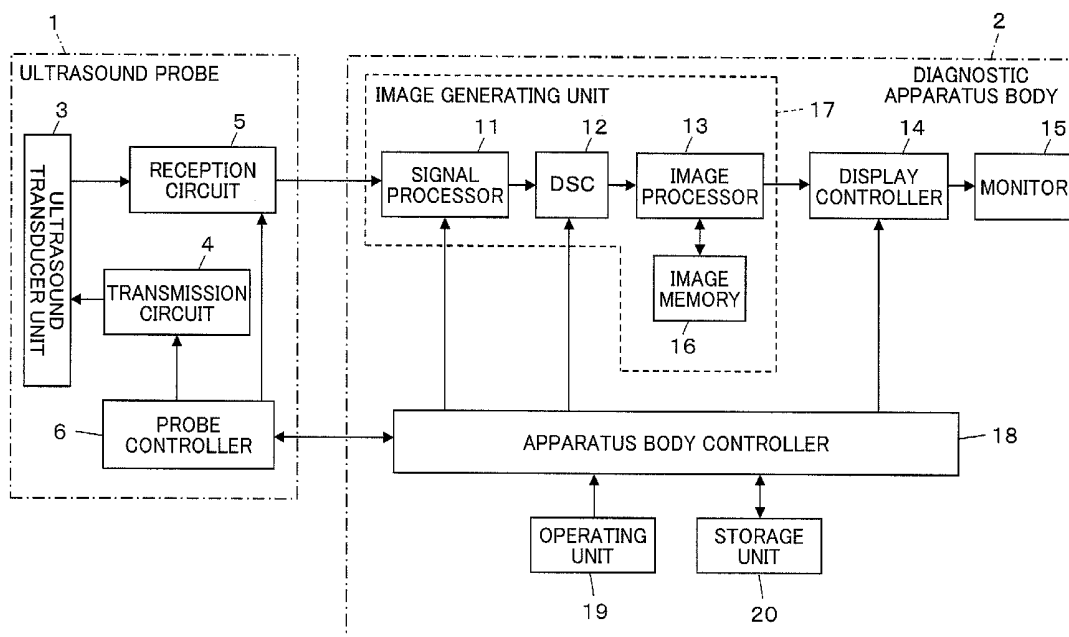 1
ULTRASOUND PROBE
3
ULTRASOUND
TRANSDUCER UNIT
5
RECEPTION
CIRCUIT
4
TRANSMISSION
CIRCUIT
6
PROBE
CONTROLLER
2
DIAGNOSTIC
APPARATUS BODY
IMAGE GENERATING UNIT
17
11
SIGNAL
PROCESSOR
12
DSC
13
IMAGE
PROCESSOR
IMAGE
MEMORY
16
14
DISPLAY
CONTROLLER
15
MONITOR
APPARATUS BODY CONTROLLER
18
OPERATING
UNIT
19
STORAGE
UNIT
20